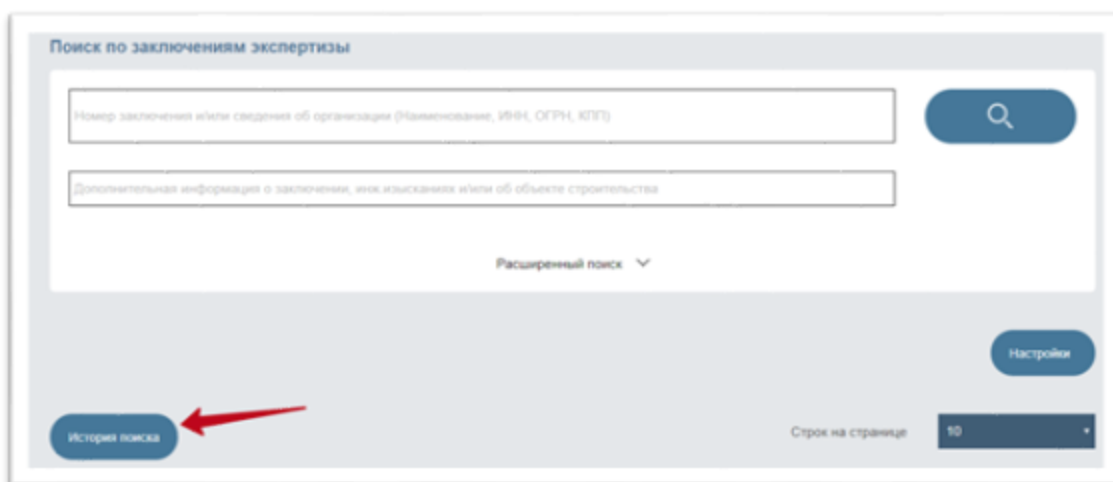 Поиск по заключениям экспертизы
Номер заключения и/или сведения об организации (Наименование, ИНН, ОГРН, КПП)
Дополнительная информация о заключении, инж.изысканиях и/или об объекте строительства
Расширенный поиск
Настройки
История поиска
Строк на странице
10